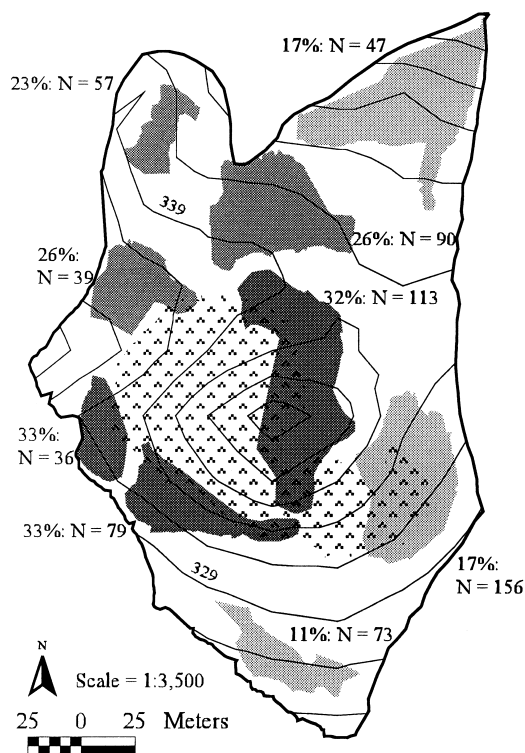 17%: N = 47
23%: N = 57
339
26%: N = 90
26%:
N = 39
32%: N = 113
33%:
N = 36
33%: N = 79
329
17%:
N = 156
11%: N = 73
N
Scale = 1:3,500
25 0 25 Meters